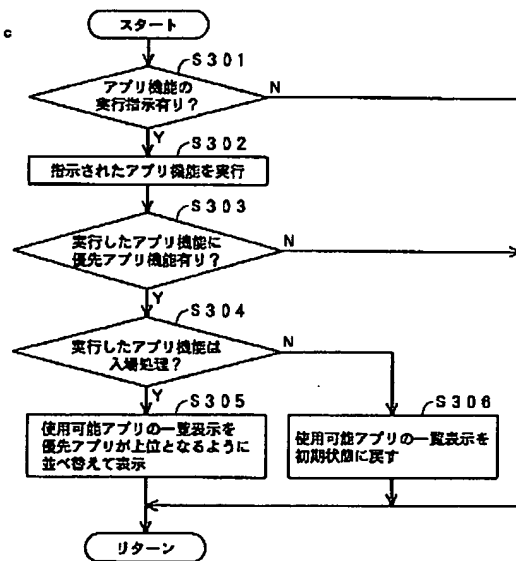 c
スタート
S301
アプリ機能の
実行指示有り?
N
Y
S302
指示されたアプリ機能を実行
S303
実行したアプリ機能に
優先アプリ機能有り?
N
Y
S304
実行したアプリ機能は
入場処理?
N
Y
S305
使用可能アプリの一覧表示を
優先アプリが上位となるように
並べ替えて表示
S306
使用可能アプリの一覧表示を
初期状態に戻す
リターン